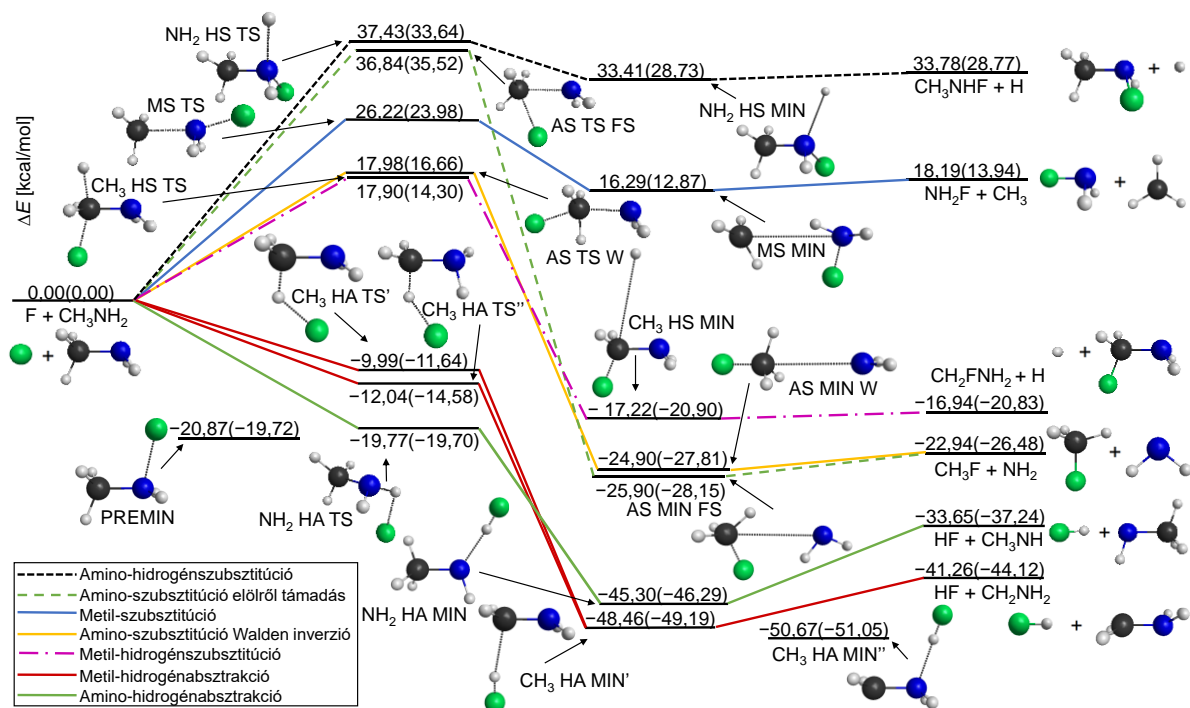 ΔE [kcal/mol]
NH₂ HS TS
37,43(33,64)
36,84(35,52)
AS TS FS
33,41(28,73)
NH₂ HS MIN
33,78(28,77)
CH₃NHF + H
+
MS TS
26,22(23,98)
CH₃ HS TS
17,98(16,66)
17,90(14,30)
AS TS W
16,29(12,87)
MS MIN
18,19(13,94)
NH₂F + CH₃
+
0,00(0,00)
F + CH₃NH₂
+
CH₃ HA TS'
CH₃ HA TS''
−9,99(−11,64)
−12,04(−14,58)
−19,77(−19,70)
NH₂ HA TS
−20,87(−19,72)
PREMIN
CH₃ HS MIN
− 17,22(−20,90)
AS MIN W
−24,90(−27,81)
−25,90(−28,15)
AS MIN FS
+
CH₂FNH₂ + H
−16,94(−20,83)
−22,94(−26,48)
CH₃F + NH₂
+
−33,65(−37,24)
HF + CH₃NH
+
−41,26(−44,12)
HF + CH₂NH₂
+
NH₂ HA MIN
−45,30(−46,29)
−48,46(−49,19)
CH₃ HA MIN'
−50,67(−51,05)
CH₃ HA MIN''
Amino-hidrogénszubsztitúció
Amino-szubsztitúció elölről támadás
Metil-szubsztitúció
Amino-szubsztitúció Walden inverzió
Metil-hidrogénszubsztitúció
Metil-hidrogénabsztrakció
Amino-hidrogénabsztrakció